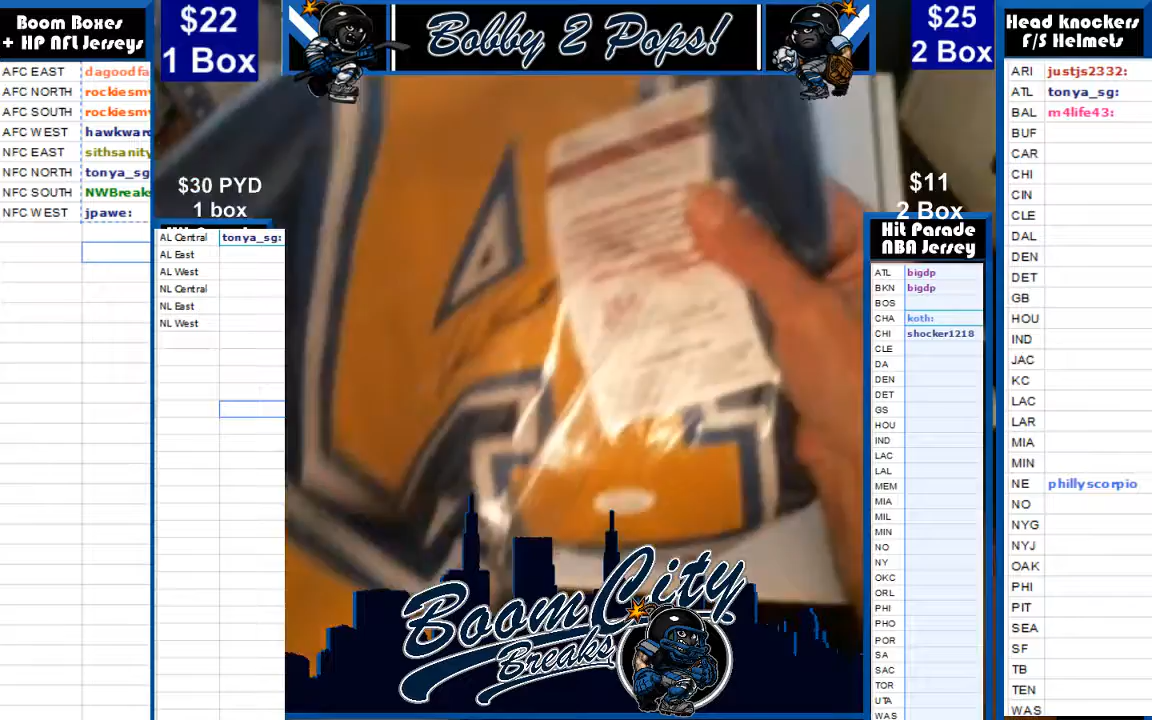 Boom Boxes
+ HP NFL Jerseys
AFC EAST dagoodfa
AFC NORTH rockiesmv
AFC SOUTH rockiesmv
AFC WEST hawkward
NFC EAST sithsanity
NFC NORTH tonya_sg:
NFC SOUTH NWBreak
NFC WEST jpawe:
$22
1 Box
$30 PYD
1 box
AL Central tonya_sg:
AL East
AL West
NL Central
NL East
NL West
Bobby 2 Pops!
Boom City
Breaks
$25
2 Box
$11
2 Box
Hit Parade
NBA Jersey
ATL bigdp
BKN bigdp
BOS
CHA koth:
CHI shocker1218
CLE
DA
DEN
DET
GS
HOU
IND
LAC
LAL
MEM
MIA
MIL
MIN
NO
NY
OKC
ORL
PHI
PHO
POR
SA
SAC
TOR
UTA
WAS
Head knockers
F/S Helmets
ARI justjs2332:
ATL tonya_sg:
BAL m4life43:
BUF
CAR
CHI
CIN
CLE
DAL
DEN
DET
GB
HOU
IND
JAC
KC
LAC
LAR
MIA
MIN
NE phillyscorpio
NO
NYG
NYJ
OAK
PHI
PIT
SEA
SF
TB
TEN
WAS